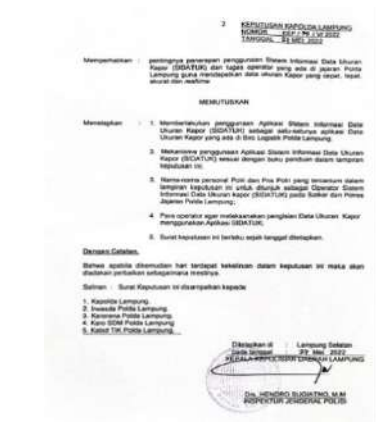 2 KEPUTUSAN KAPOLDA LAMPUNG
NOMOR KEP / / VI/ 2022
TANGGAL MEI 2022
Memperhatikan : pentingnya penerapan penggunaan Sistem Informasi Data Ukuran
Kapor (SIDATUK) dan tugas operator yang ada di jajaran Polda
Lampung guna mendapatkan data ukuran Kapor yang cepat, tepat,
akurat dan realtime
MEMUTUSKAN
Menetapkan : 1. Memberlakukan penggunaan Aplikasi Sistem Informasi Data
Ukuran Kapor (SIDATUK) sebagai satu-satunya aplikasi Data
Ukuran Kapor yang ada di Biro Logistik Polda Lampung;
2. Mekanisme penggunaan Aplikasi Sistem Informasi Data Ukuran
Kapor (SIDATUK) sesuai dengan buku panduan dalam lampiran
keputusan ini;
3. Nama-nama personel Polri dan Pns Polri yang tercantum dalam
lampiran keputusan ini untuk ditunjuk sebagai Operator Sistem
Informasi Data Ukuran kapor (SIDATUK) pada Satker dan Polres
Jajaran Polda Lampung;
4. Para operator agar melaksanakan pengisian Data Ukuran Kapor
menggunakan Aplikasi SIDATUK;
5. Surat keputusan ini berlaku sejak tanggal ditetapkan.
Dengan Catatan.
Bahwa apabila dikemudian hari terdapat kekeliruan dalam keputusan ini maka akan
diadakan perbaikan sebagaimana mestinya.
Salinan : Surat Keputusan ini disampaikan kepada:
1. Kapolda Lampung.
2. Irwasda Polda Lampung.
3. Karorena Polda Lampung.
4. Karo SDM Polda Lampung
5. Kabid TIK Polda Lampung.
Ditetapkan di : Lampung Selatan
pada tanggal Mei 2022
KEPALA KEPOLISIAN DAERAH LAMPUNG
Drs. HENDRO SUGIATNO, M.M
INSPEKTUR JENDERAL POLISI